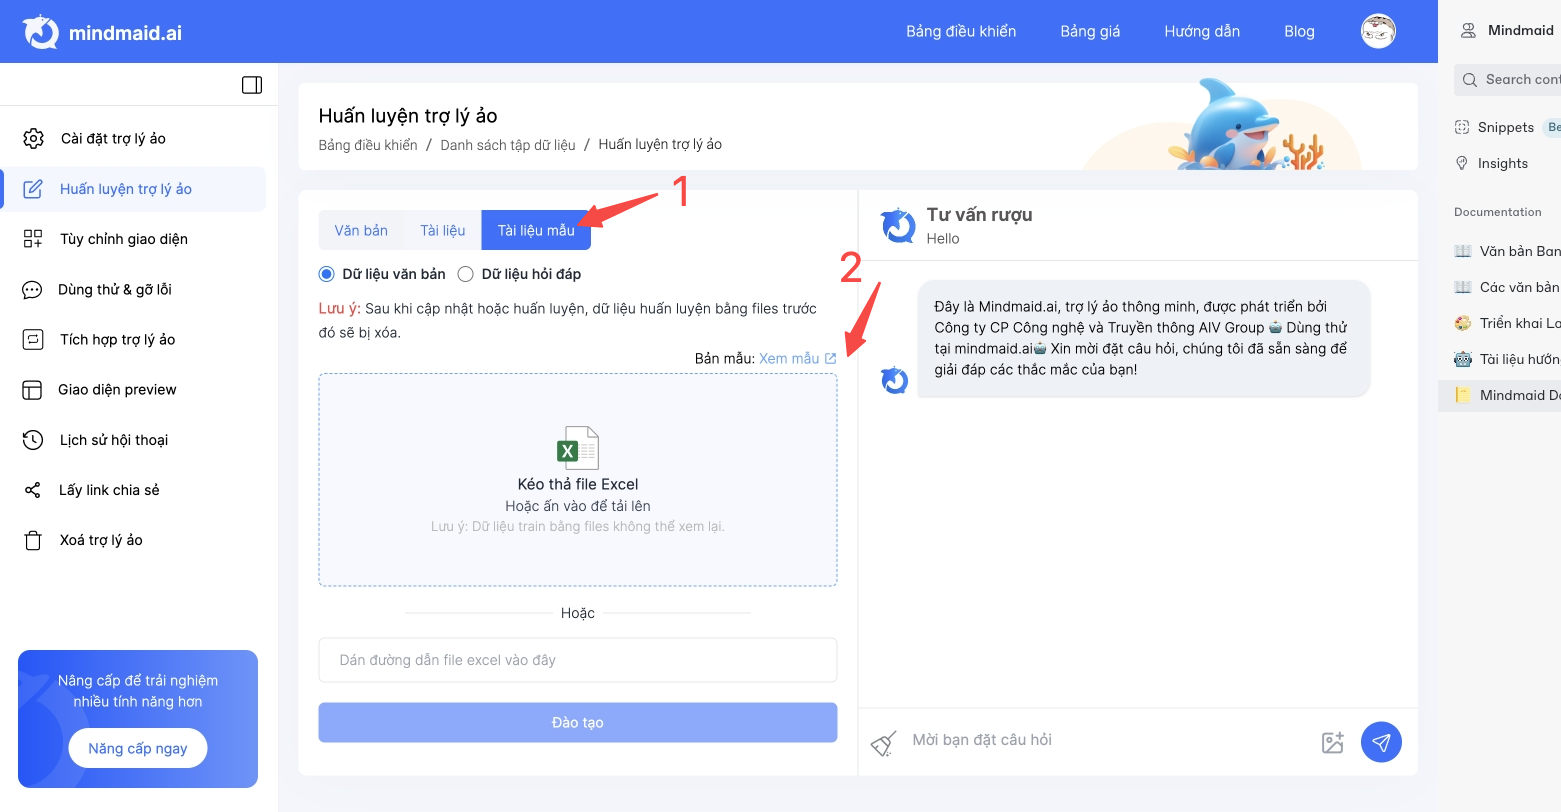 mindmaid.ai
Bảng điều khiển
Bảng giá
Hướng dẫn
Blog
Cài đặt trợ lý ảo
Huấn luyện trợ lý ảo
Tùy chỉnh giao diện
Dùng thử & gỡ lỗi
Tích hợp trợ lý ảo
Giao diện preview
Lịch sử hội thoại
Lấy link chia sẻ
Xoá trợ lý ảo
Nâng cấp để trải nghiệm
nhiều tính năng hơn
Nâng cấp ngay
Huấn luyện trợ lý ảo
Bảng điều khiển / Danh sách tập dữ liệu / Huấn luyện trợ lý ảo
1
Văn bản
Tài liệu
Tài liệu mẫu
Dữ liệu văn bản
Dữ liệu hỏi đáp
Lưu ý: Sau khi cập nhật hoặc huấn luyện, dữ liệu huấn luyện bằng files trước
đó sẽ bị xóa.
2
Bản mẫu: Xem mẫu
X
Kéo thả file Excel
Hoặc ấn vào để tải lên
Lưu ý: Dữ liệu train bằng files không thể xem lại.
Hoặc
Dán đường dẫn file excel vào đây
Đào tạo
Tư vấn rượu
Hello
Đây là Mindmaid.ai, trợ lý ảo thông minh, được phát triển bởi
Công ty CP Công nghệ và Truyền thông AIV Group 🤖 Dùng thử
tại mindmaid.ai🤖 Xin mời đặt câu hỏi, chúng tôi đã sẵn sàng để
giải đáp các thắc mắc của bạn!
Mời bạn đặt câu hỏi
Mindmaid
Search cont
Snippets
Be
Insights
Documentation
Văn bản Ban
Các văn bản
Triển khai La
Tài liệu hướng
Mindmaid Do